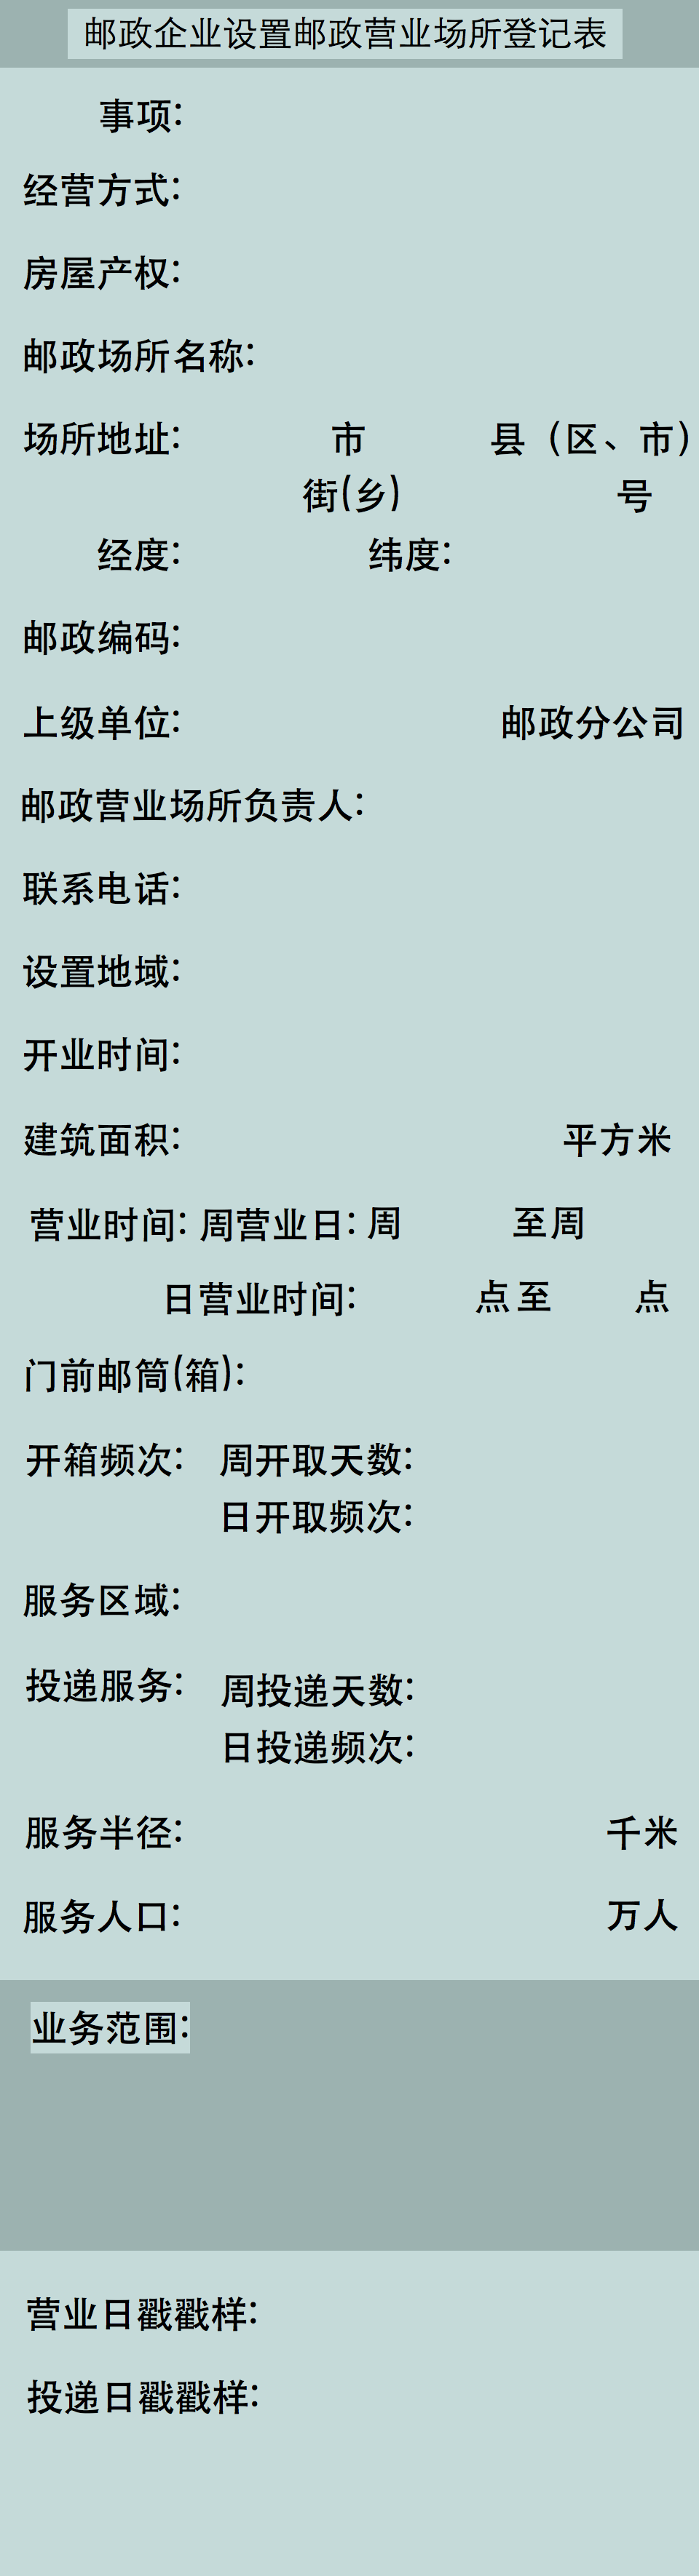 邮政企业设置邮政营业场所登记表
事项:
经营方式:
房屋产权:
邮政场所名称:
场所地址: 市 县（区、市）
街(乡) 号
经度: 纬度:
邮政编码:
上级单位: 邮政分公司
邮政营业场所负责人:
联系电话:
设置地域:
开业时间:
建筑面积: 平方米
营业时间: 周营业日: 周 至周
日营业时间: 点至 点
门前邮筒(箱):
开箱频次: 周开取天数:
日开取频次:
服务区域:
投递服务: 周投递天数:
日投递频次:
服务半径: 千米
服务人口: 万人
业务范围:
营业日戳戳样:
投递日戳戳样: